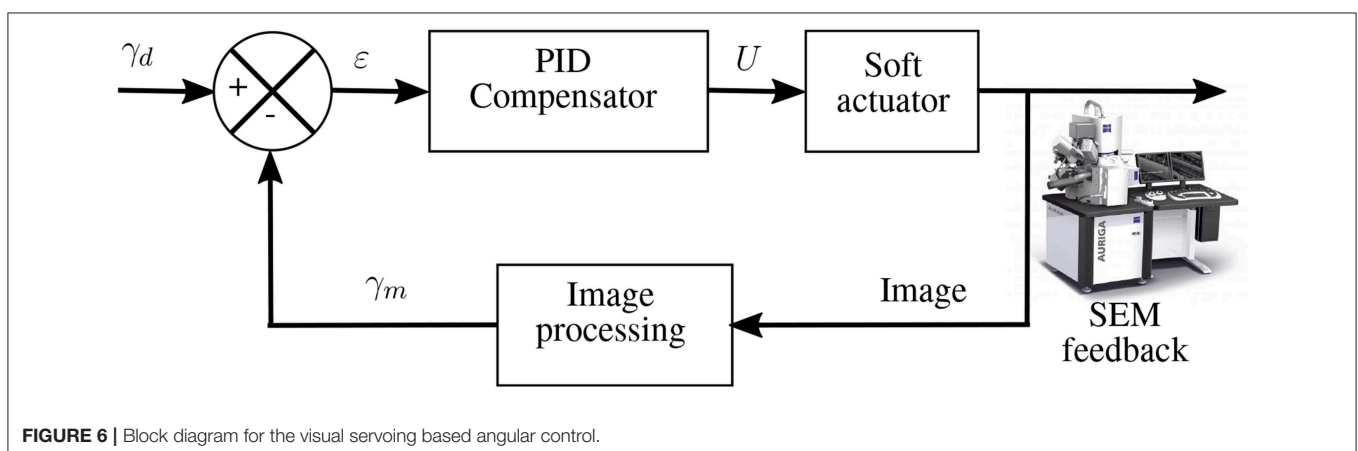 γd
+
-
ε
PID
Compensator
U
Soft
actuator
AURIGA
SEM
feedback
Image
Image
processing
γm
FIGURE 6 | Block diagram for the visual servoing based angular control.